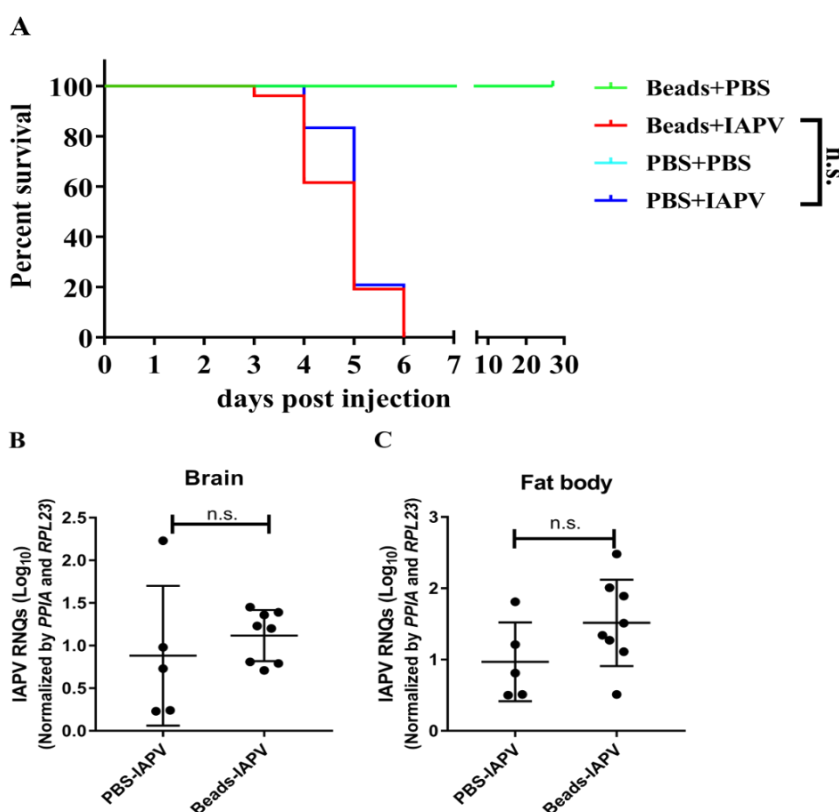 A
Percent survival
100
80
60
40
20
0
0 1 2 3 4 5 6 7 10 20 30
days post injection
Beads+PBS
Beads+IAPV
PBS+PBS
PBS+IAPV
n.s.
B
Brain
n.s.
IAPV RNQs (Log10)
(Normalized by PPIA and RPL23)
2.5
2.0
1.5
1.0
0.5
0.0
PBS-IAPV
Beads-IAPV
C
Fat body
n.s.
IAPV RNQs (Log10)
(Normalized by PPIA and RPL23)
3
2
1
0
PBS-IAPV
Beads-IAPV